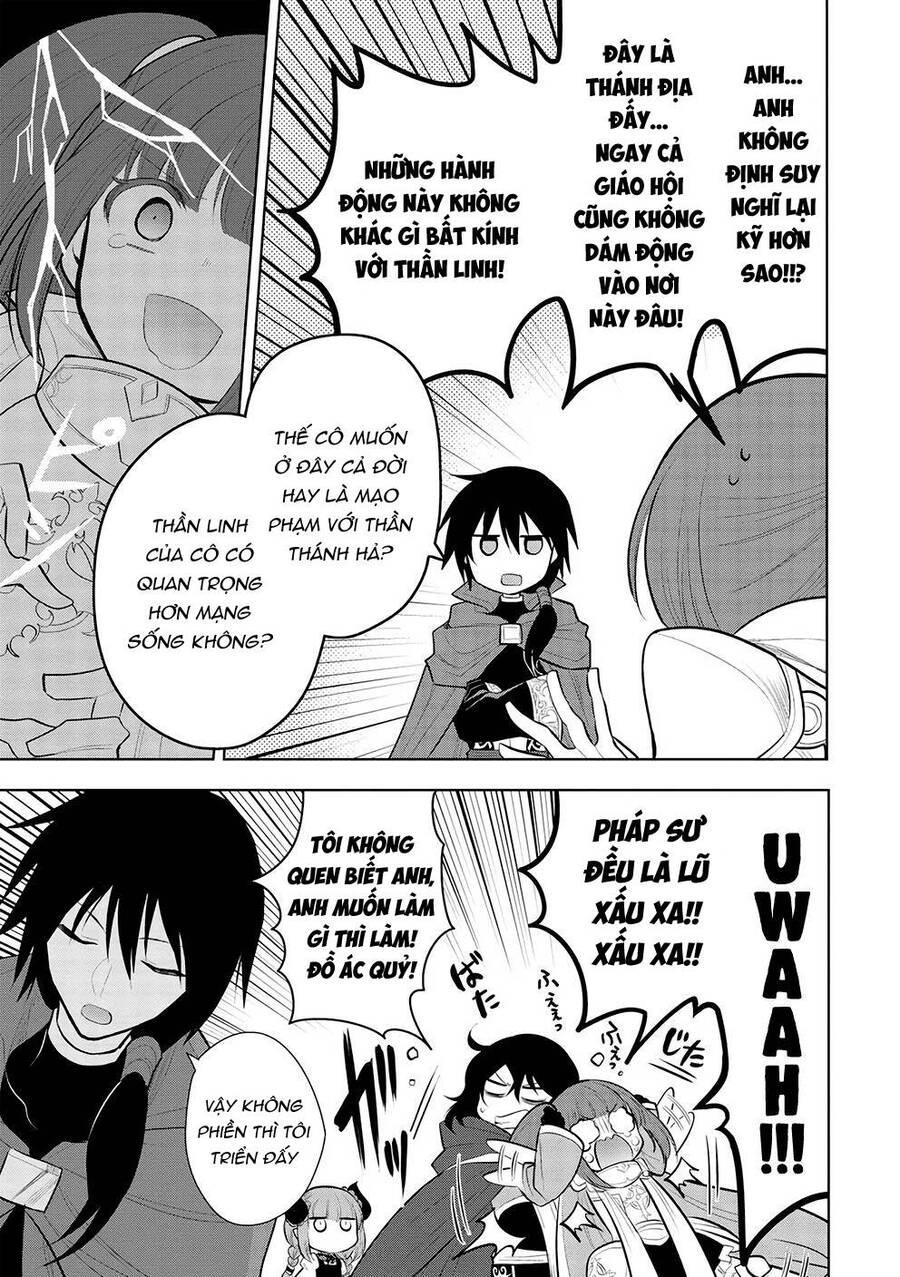 ANH...
ANH
KHÔNG
ĐỊNH SUY
NGHĨ LẠI
KỸ HƠN
SAO!!?
ĐÂY LÀ
THÁNH ĐỊA
ĐẤY...
NGAY CẢ
GIÁO HỘI
CŨNG KHÔNG
DÁM ĐỘNG
VÀO NƠI
NÀY ĐÂU!
NHỮNG HÀNH
ĐỘNG NÀY KHÔNG
KHÁC GÌ BẤT KÍNH
VỚI THẦN LINH!
THẾ CÔ MUỐN
Ở ĐÂY CẢ ĐỜI
HAY LÀ MẠO
PHẠM VỚI THẦN
THÁNH HẢ?
THẦN LINH
CỦA CÔ CÓ
QUAN TRỌNG
HƠN MẠNG
SỐNG KHÔNG?
UWAAH!!!
PHÁP SƯ
ĐỀU LÀ LŨ
XẤU XA!!
XẤU XA!!
じた
ふぇっ
ふぇぇっ
ばた
TÔI KHÔNG
QUEN BIẾT ANH,
ANH MUỐN LÀM
GÌ THÌ LÀM!
ĐỒ ÁC QUỶ!
VẬY KHÔNG
PHIỀN THÌ TÔI
TRIỂN ĐẤY